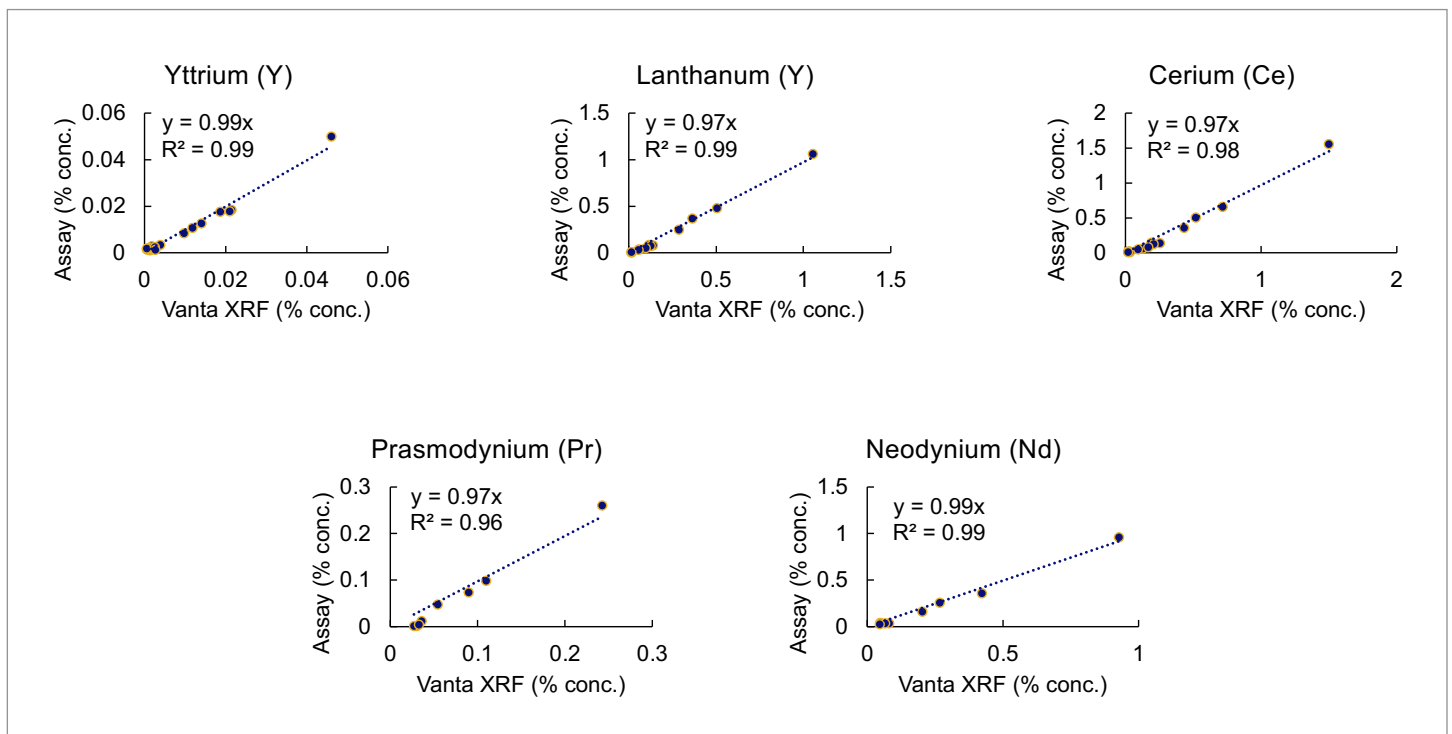 Yttrium (Y)
Assay (% conc.)
0.06
0.04
0.02
0
y = 0.99x
R² = 0.99
0
0.02
0.04
0.06
Vanta XRF (% conc.)
Lanthanum (Y)
Assay (% conc.)
1.5
1
0.5
0
y = 0.97x
R² = 0.99
0
0.5
1
1.5
Vanta XRF (% conc.)
Cerium (Ce)
Assay (% conc.)
2
1.5
1
0.5
0
y = 0.97x
R² = 0.98
0
1
2
Vanta XRF (% conc.)
Prasmodynium (Pr)
Assay (% conc.)
0.3
0.2
0.1
0
y = 0.97x
R² = 0.96
0
0.1
0.2
0.3
Vanta XRF (% conc.)
Neodynium (Nd)
Assay (% conc.)
1.5
1
0.5
0
y = 0.99x
R² = 0.99
0
0.5
1
Vanta XRF (% conc.)